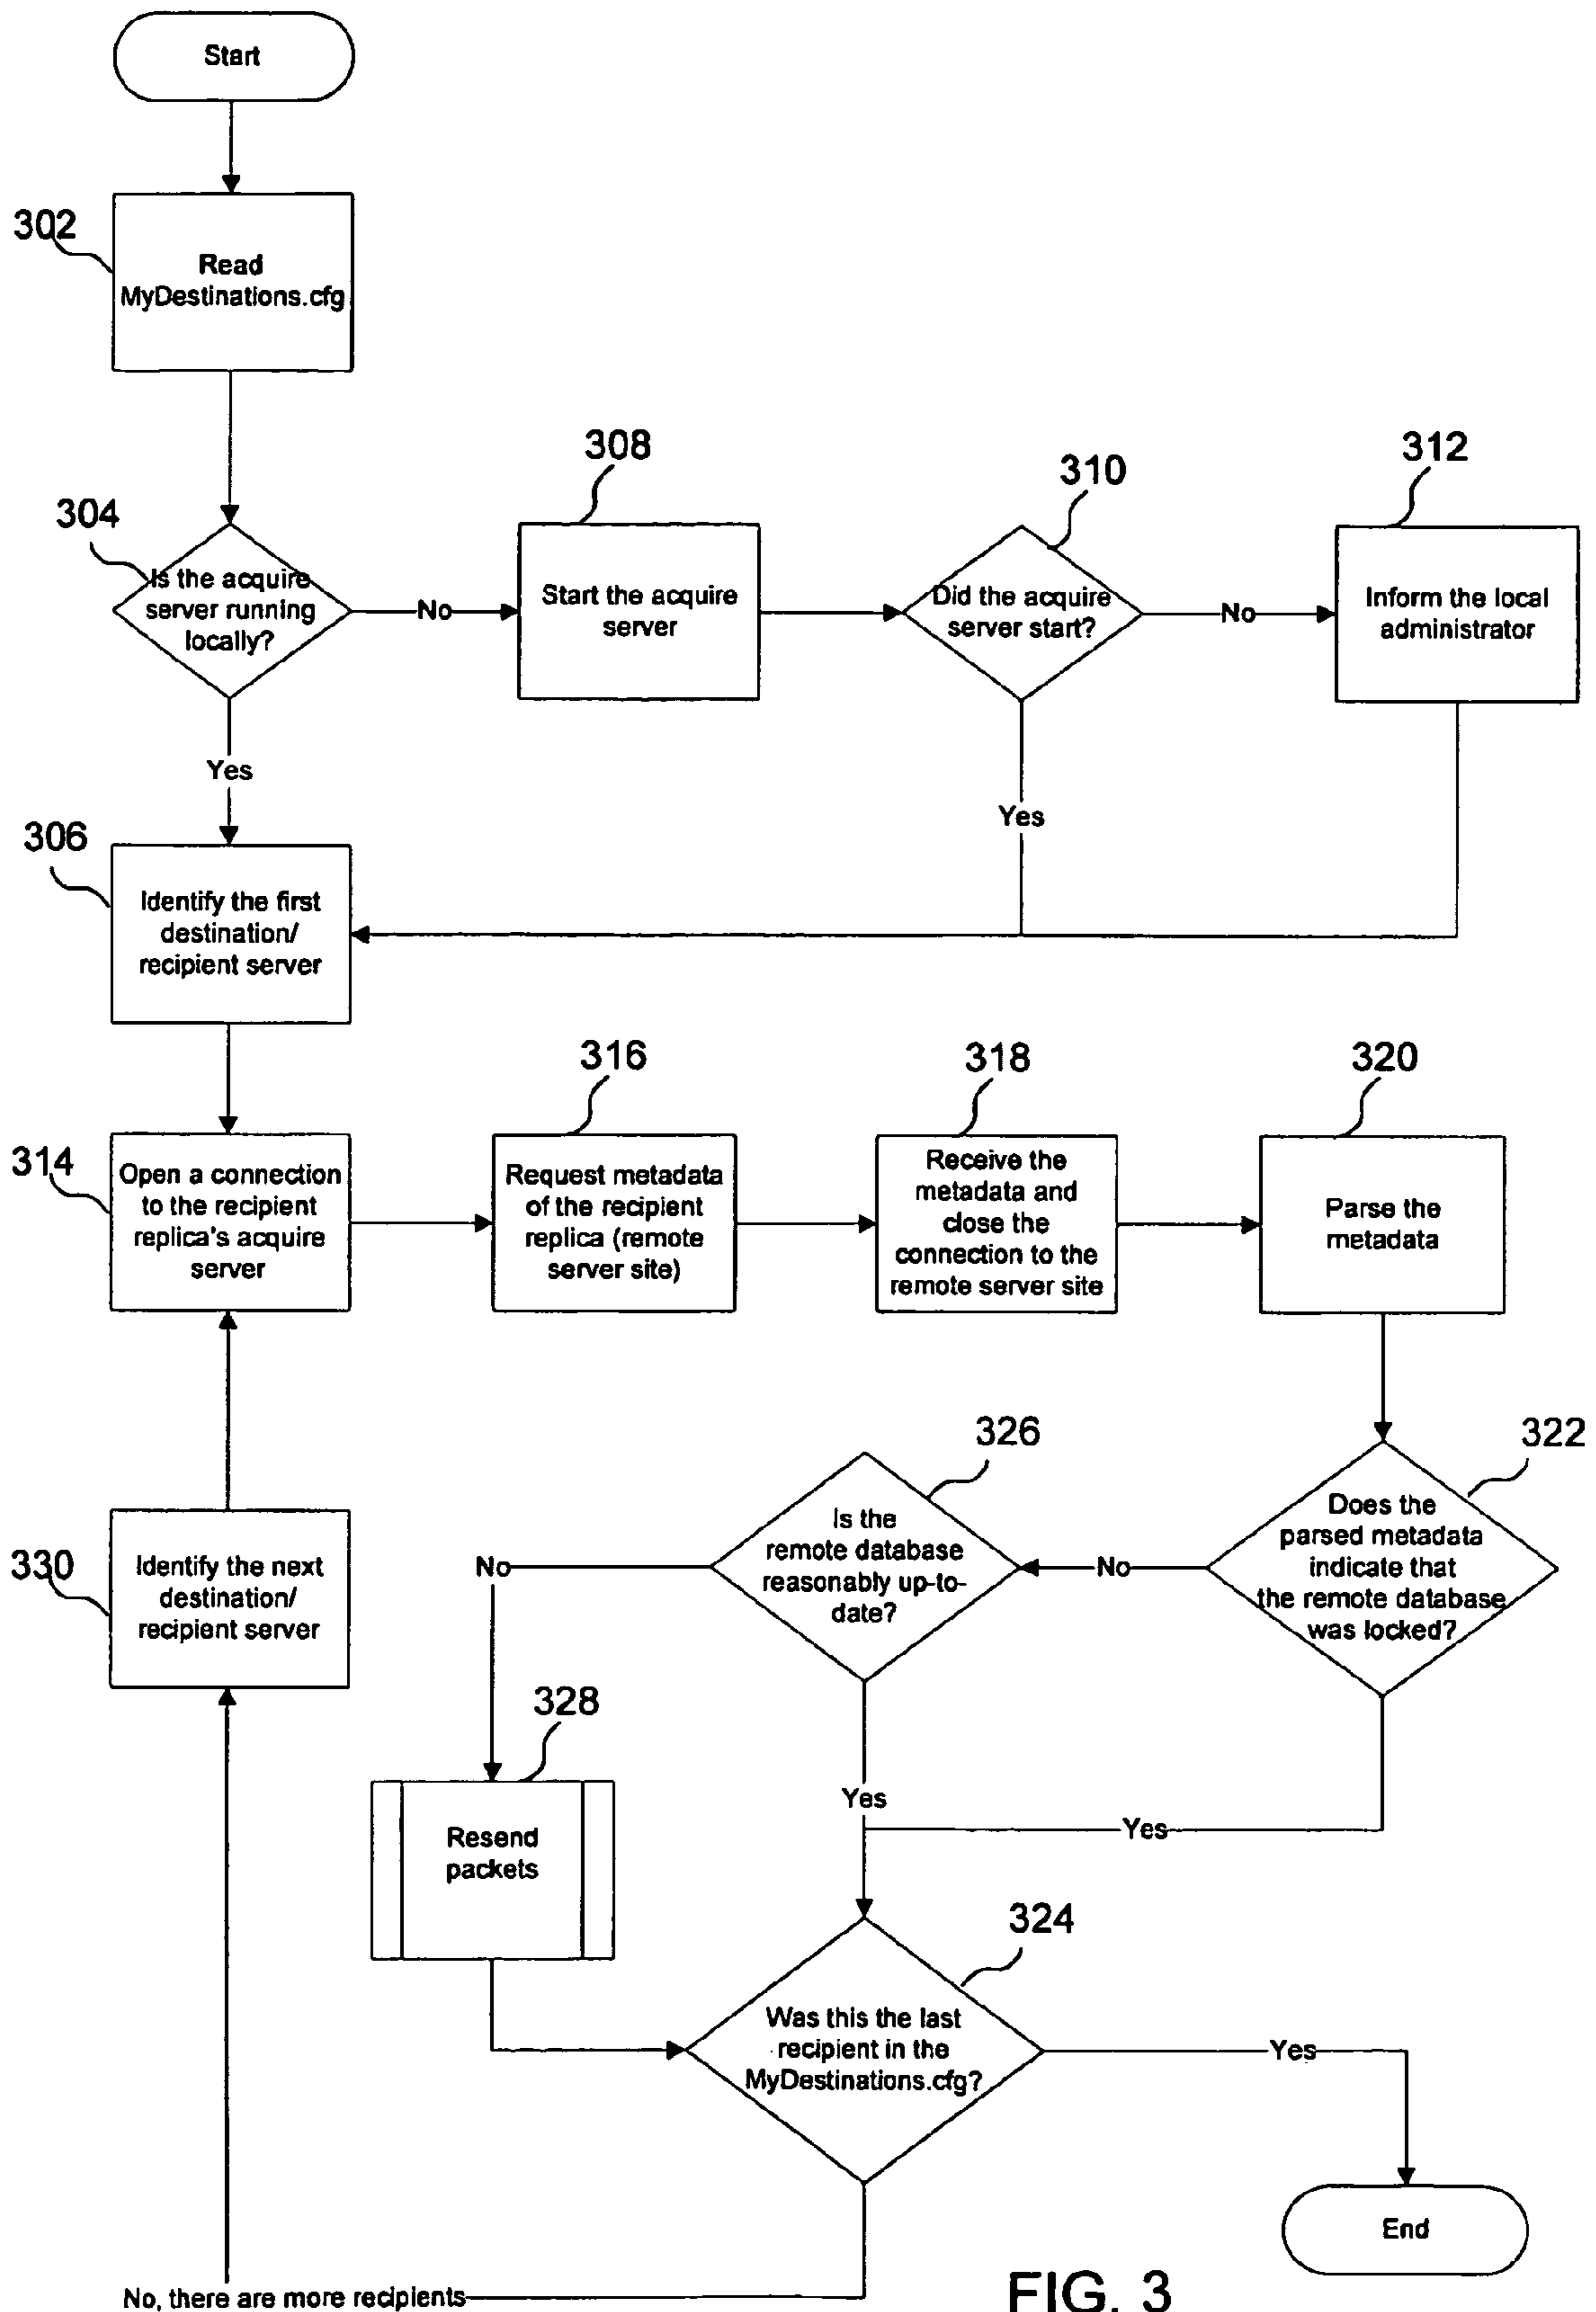 Start
302
Read
MyDestinations.cfg
304
Is the acquire
server running
locally?
No
308
Start the acquire
server
310
Did the acquire
server start?
No
312
Inform the local
administrator
Yes
Yes
306
Identify the first
destination/
recipient server
314
Open a connection
to the recipient
replica's acquire
server
316
Request metadata
of the recipient
replica (remote
server site)
318
Receive the
metadata and
close the
connection to the
remote server site
320
Parse the
metadata
322
Does the
parsed metadata
indicate that
the remote database
was locked?
No
326
Is the
remote database
reasonably up-to-
date?
No
330
Identify the next
destination/
recipient server
328
Resend
packets
Yes
Yes
324
Was this the last
recipient in the
MyDestinations.cfg?
Yes
End
No, there are more recipients
FIG. 3